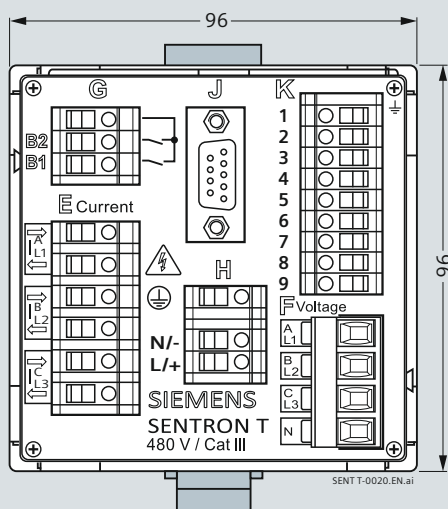 96
G
J
K
B2
B1
1
2
3
4
5
6
7
8
9
E Current
A
L1
B
L2
C
L3
H
N/-
L/+
F Voltage
A
L1
B
L2
C
L3
N
SIEMENS
SENTRON T
480 V / Cat III
96
SENT T-0020.EN.ai